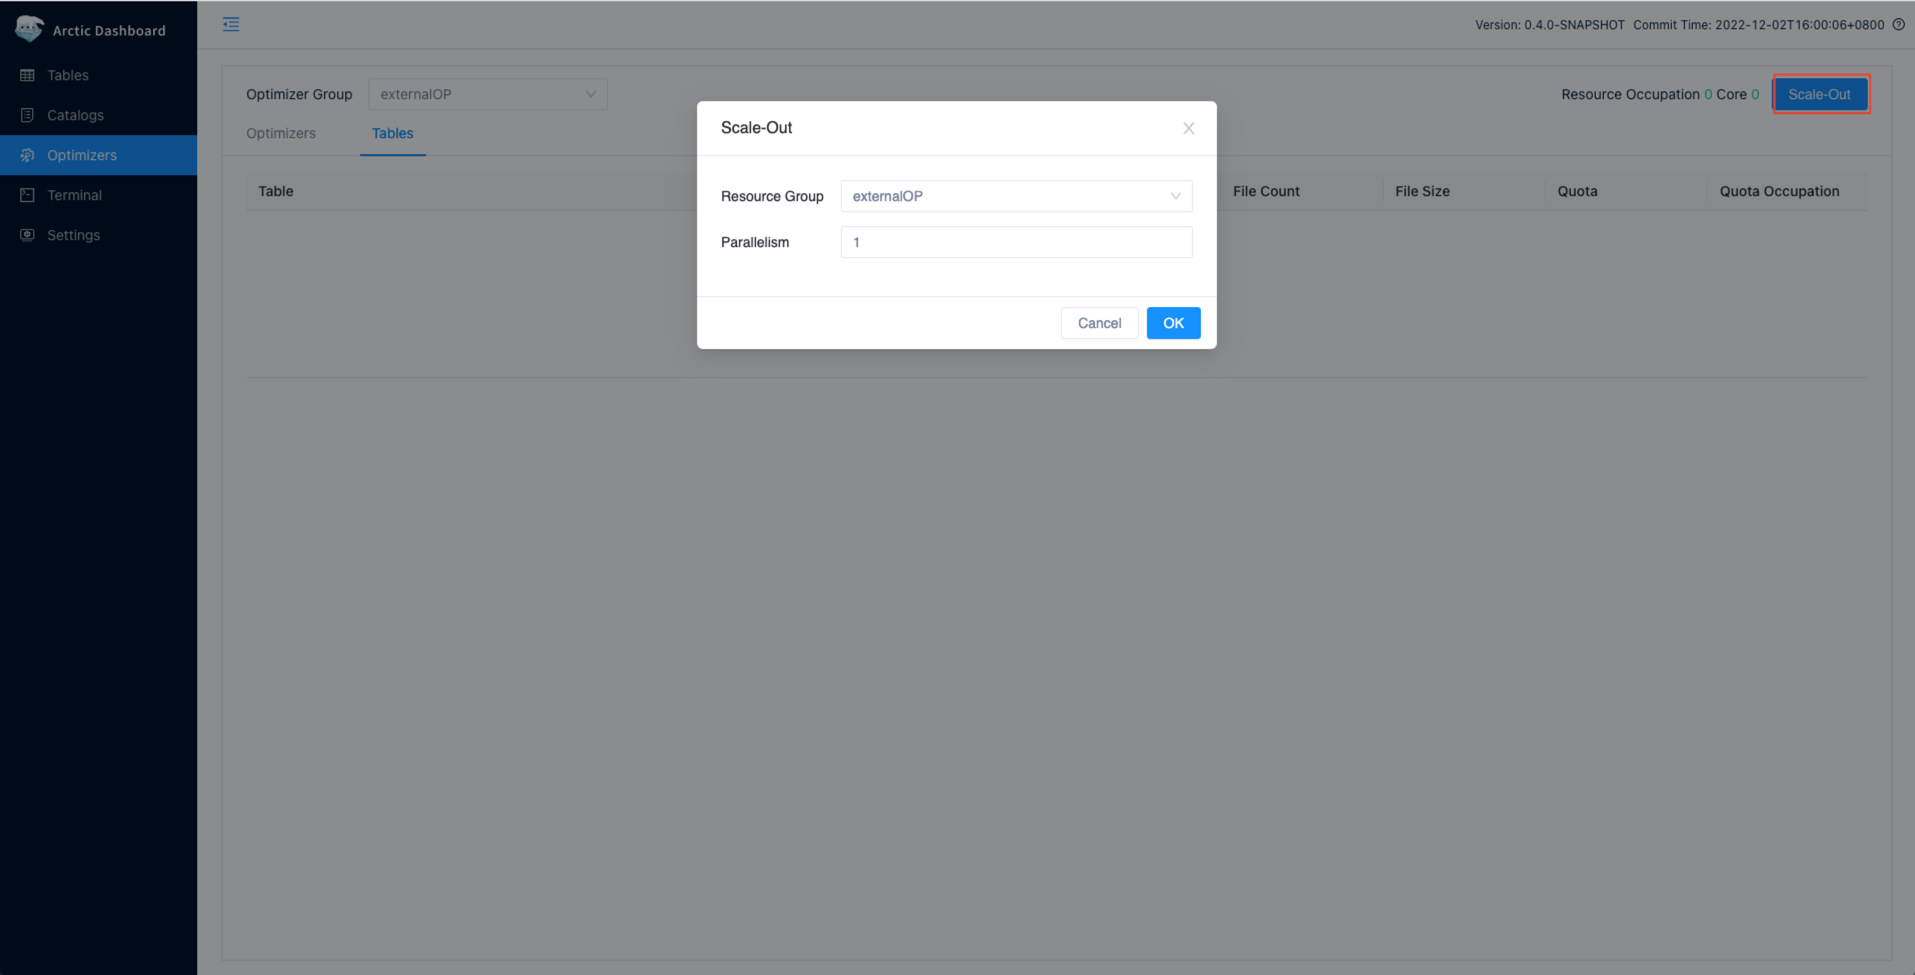 Arctic Dashboard
Version: 0.4.0-SNAPSHOT Commit Time: 2022-12-02T16:00:06+0800
Tables
Catalogs
Optimizers
Terminal
Settings
Optimizer Group externalOP Resource Occupation 0 Core 0 Scale-Out
Optimizers Tables
Table File Count File Size Quota Quota Occupation
Scale-Out
Resource Group externalOP
Parallelism 1
Cancel OK